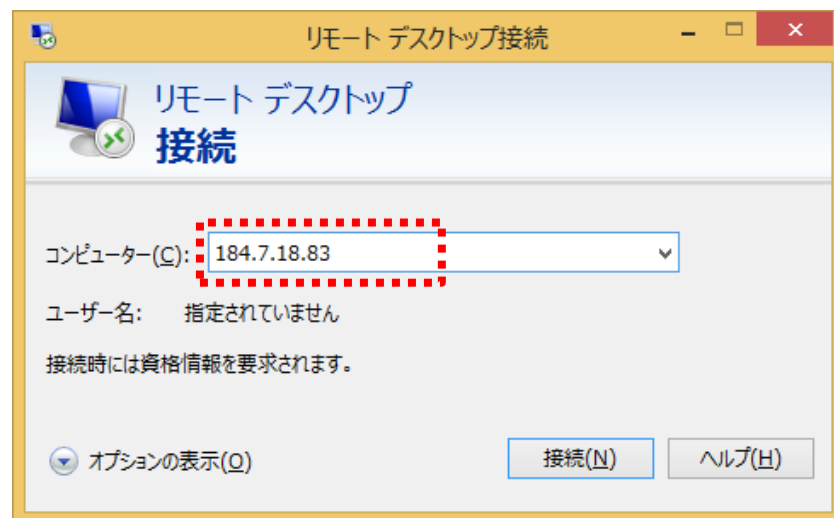 リモート デスクトップ接続
リモート デスクトップ
接続
コンピューター(C): 184.7.18.83
ユーザー名: 指定されていません
接続時には資格情報を要求されます。
オプションの表示(O) 接続(N) ヘルプ(H)